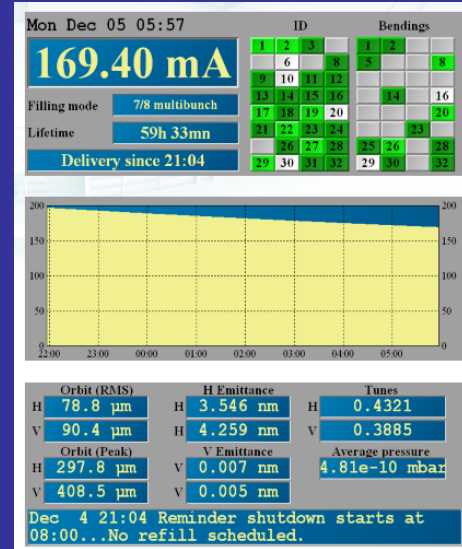 Mon Dec 05 05:57
169.40 mA
Filling mode 7/8 multibunch
Lifetime 59h 33mn
Delivery since 21:04
ID
1 2 3
6 8
9 10 11 12
13 14 15 16
17 18 19 20
21 22 23 24
26 27 28
29 30 31 32
Bendings
1 2
5 8
14 16
20
23
25 26 28
29 30 32
200 200
150 150
100 100
50 50
0 0
22:00 23:00 00:00 01:00 02:00 03:00 04:00 05:00
Orbit (RMS) H Emittance Tunes
H 78.8 µm H 3.546 nm H 0.4321
V 90.4 µm H 4.259 nm V 0.3885
Orbit (Peak) V Emittance Average pressure
H 297.8 µm V 0.007 nm 4.81e-10 mbar
V 408.5 µm V 0.005 nm
Dec 4 21:04 Reminder shutdown starts at
08:00...No refill scheduled.